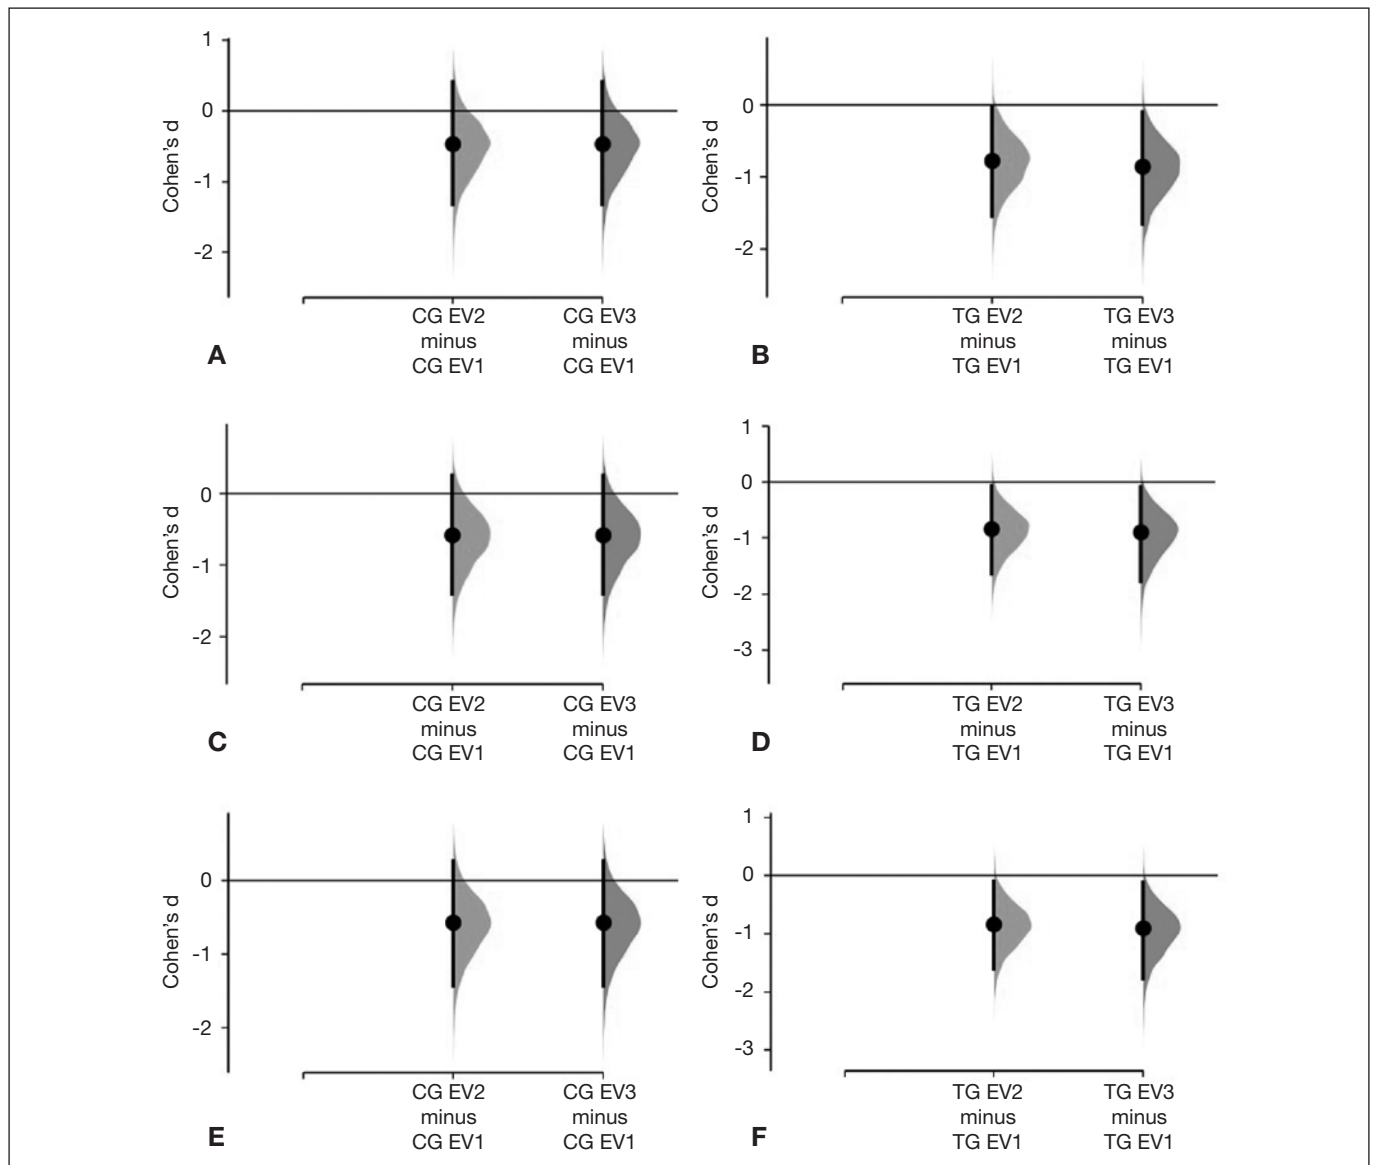 1
0
-1
-2
Cohen's d
CG EV2
minus
CG EV1
CG EV3
minus
CG EV1
A
0
-1
-2
Cohen's d
TG EV2
minus
TG EV1
TG EV3
minus
TG EV1
B
0
-1
-2
Cohen's d
CG EV2
minus
CG EV1
CG EV3
minus
CG EV1
C
1
0
-1
-2
-3
Cohen's d
TG EV2
minus
TG EV1
TG EV3
minus
TG EV1
D
0
-1
-2
Cohen's d
CG EV2
minus
CG EV1
CG EV3
minus
CG EV1
E
1
0
-1
-2
-3
Cohen's d
TG EV2
minus
TG EV1
TG EV3
minus
TG EV1
F